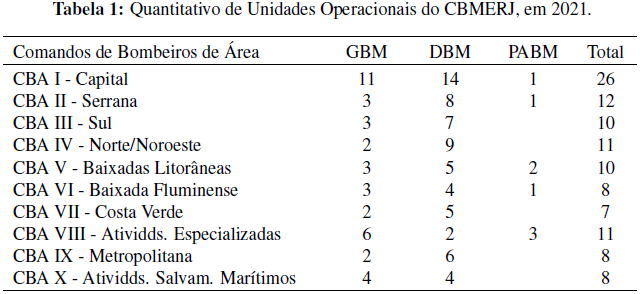 Tabela 1: Quantitativo de Unidades Operacionais do CBMERJ, em 2021.
Comandos de Bombeiros de Área GBM DBM PABM Total
CBA I - Capital 11 14 1 26
CBA II - Serrana 3 8 1 12
CBA III - Sul 3 7 10
CBA IV - Norte/Noroeste 2 9 11
CBA V - Baixadas Litorâneas 3 5 2 10
CBA VI - Baixada Fluminense 3 4 1 8
CBA VII - Costa Verde 2 5 7
CBA VIII - Atividds. Especializadas 6 2 3 11
CBA IX - Metropolitana 2 6 8
CBA X - Atividds. Salvam. Marítimos 4 4 8